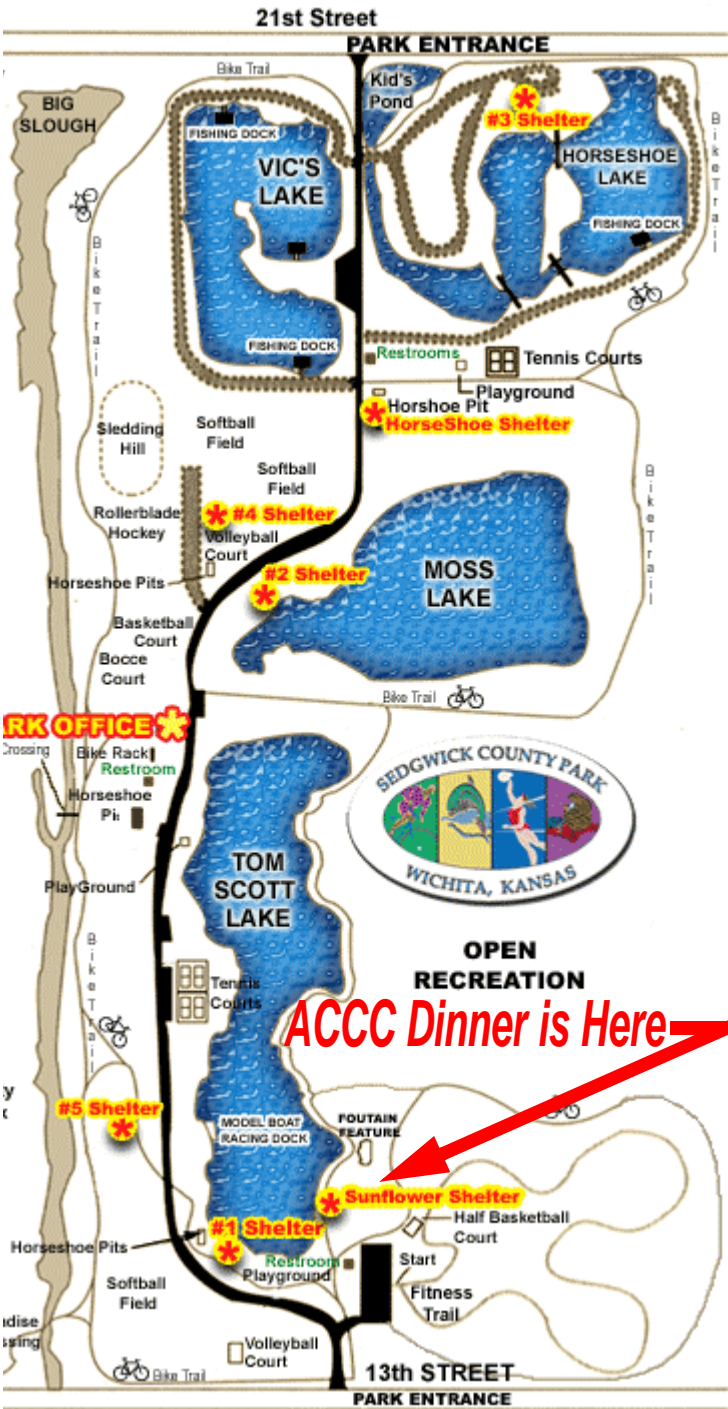 21st Street
PARK ENTRANCE
Bike Trail
Kid's
Pond
BIG
SLOUGH
#3 Shelter
FISHING DOCK
VIC'S
LAKE
HORSESHOE
LAKE
Bike Trail
FISHING DOCK
Bike Trail
FISHING DOCK
Restrooms
Tennis Courts
Playground
Horshoe Pit
HorseShoe Shelter
Sledding
Hill
Softball
Field
Softball
Field
Bike Trail
Rollerblade
Hockey
#4 Shelter
Volleyball
Court
Horseshoe Pits
#2 Shelter
MOSS
LAKE
Basketball
Court
Bocce
Court
Bike Trail
ARK OFFICE
Crossing
Bike Rack
Restroom
Horseshoe
Pi:
SEDGWICK COUNTY PARK
WICHITA, KANSAS
PlayGround
TOM
SCOTT
LAKE
OPEN
RECREATION
Bike Trail
Tennis
Courts
ACCC Dinner is Here
#5 Shelter
MODEL BOAT
RACING DOCK
FOUTAIN
FEATURE
Sunflower Shelter
Half Basketball
Court
#1 Shelter
Horseshoe Pits
Restroom
Playground
Start
Fitness
Trail
Softball
Field
adise
ssing
Volleyball
Court
Bike Trail
13th STREET
PARK ENTRANCE